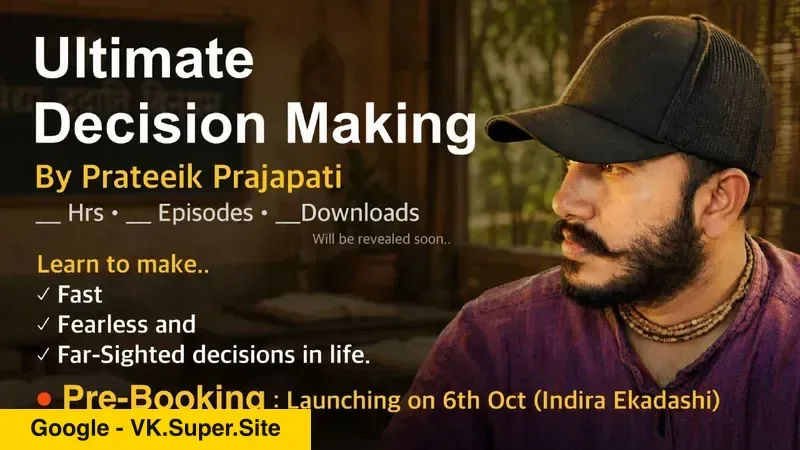 Ultimate
Decision Making
By Prateeik Prajapati
__ Hrs • __ Episodes • __Downloads
Will be revealed soon..
Learn to make..
✓ Fast
✓ Fearless and
✓ Far-Sighted decisions in life.
● Pre-Booking : Launching on 6th Oct (Indira Ekadashi)
Google - VK.Super.Site